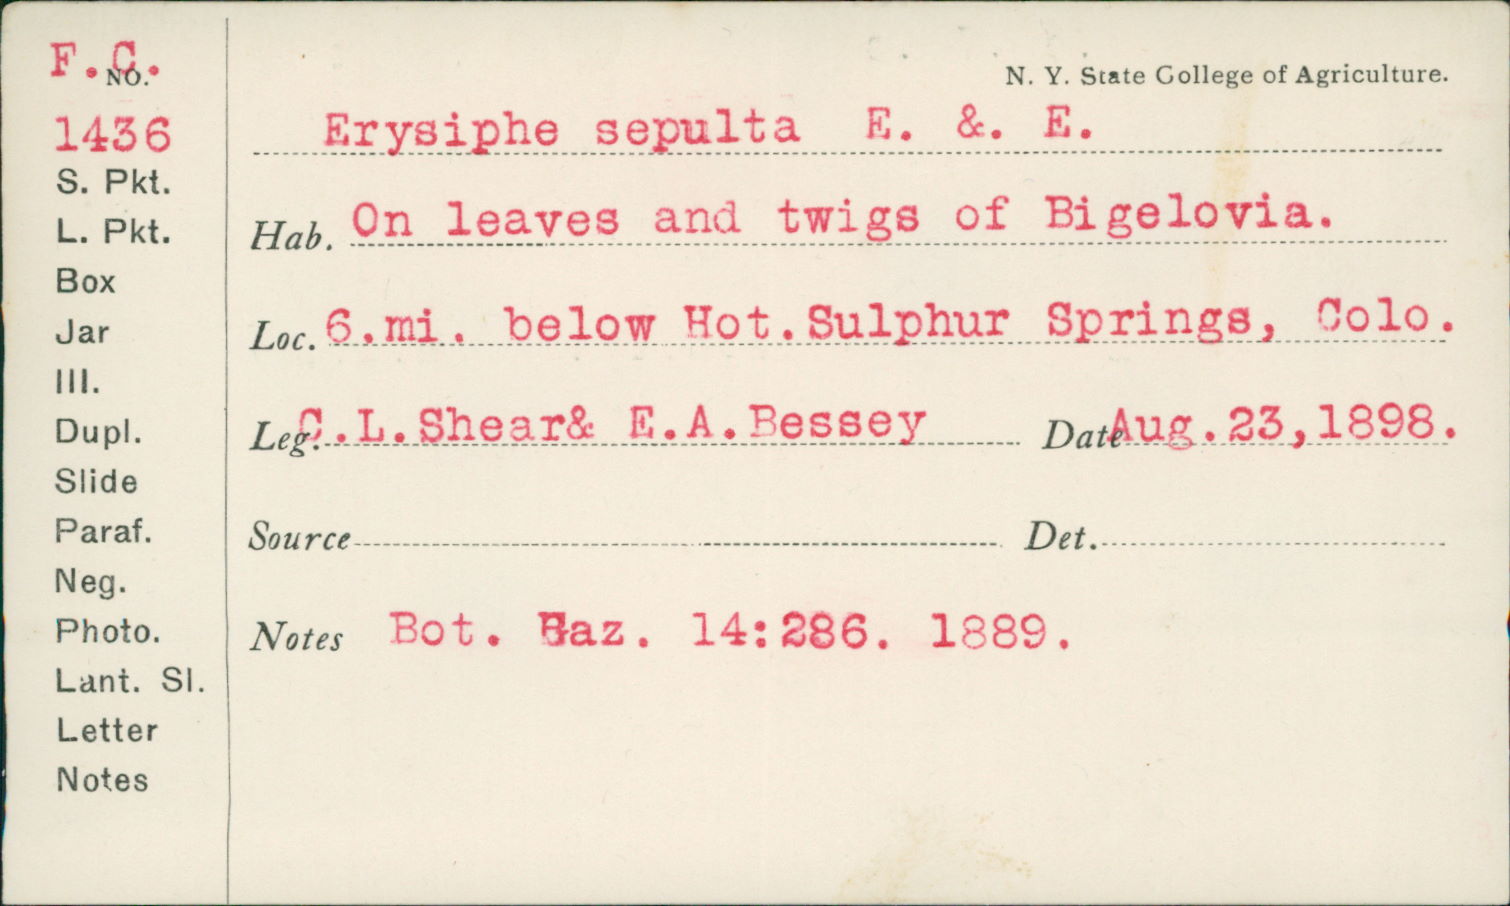 F.C.
NO.
N. Y. State College of Agriculture.
1436
Erysiphe sepulta E. &. E.
S. Pkt.
L. Pkt.
Hab. On leaves and twigs of Bigelovia.
Box
Jar
Loc. 6.mi. below Hot.Sulphur Springs, Colo.
Ill.
Dupl.
Leg. C.L.Shear& E.A.Bessey Date Aug.23,1898.
Slide
Paraf.
Source Det.
Neg.
Photo.
Notes Bot. Gaz. 14:286. 1889.
Lant. Sl.
Letter
Notes